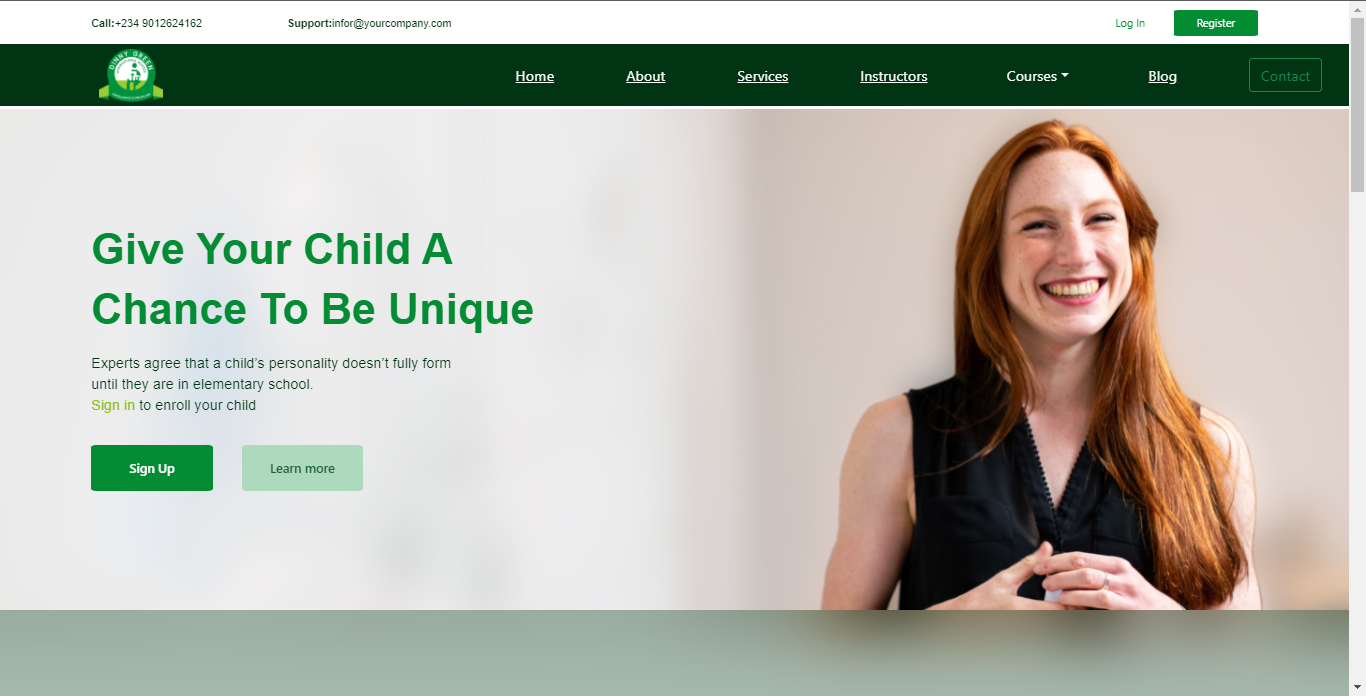 Call:+234 9012624162 Support:infor@yourcompany.com Log In Register
DINNY GREEN
Home About Services Instructors Courses Blog Contact
Give Your Child A
Chance To Be Unique
Experts agree that a child’s personality doesn’t fully form
until they are in elementary school.
Sign in to enroll your child
Sign Up Learn more